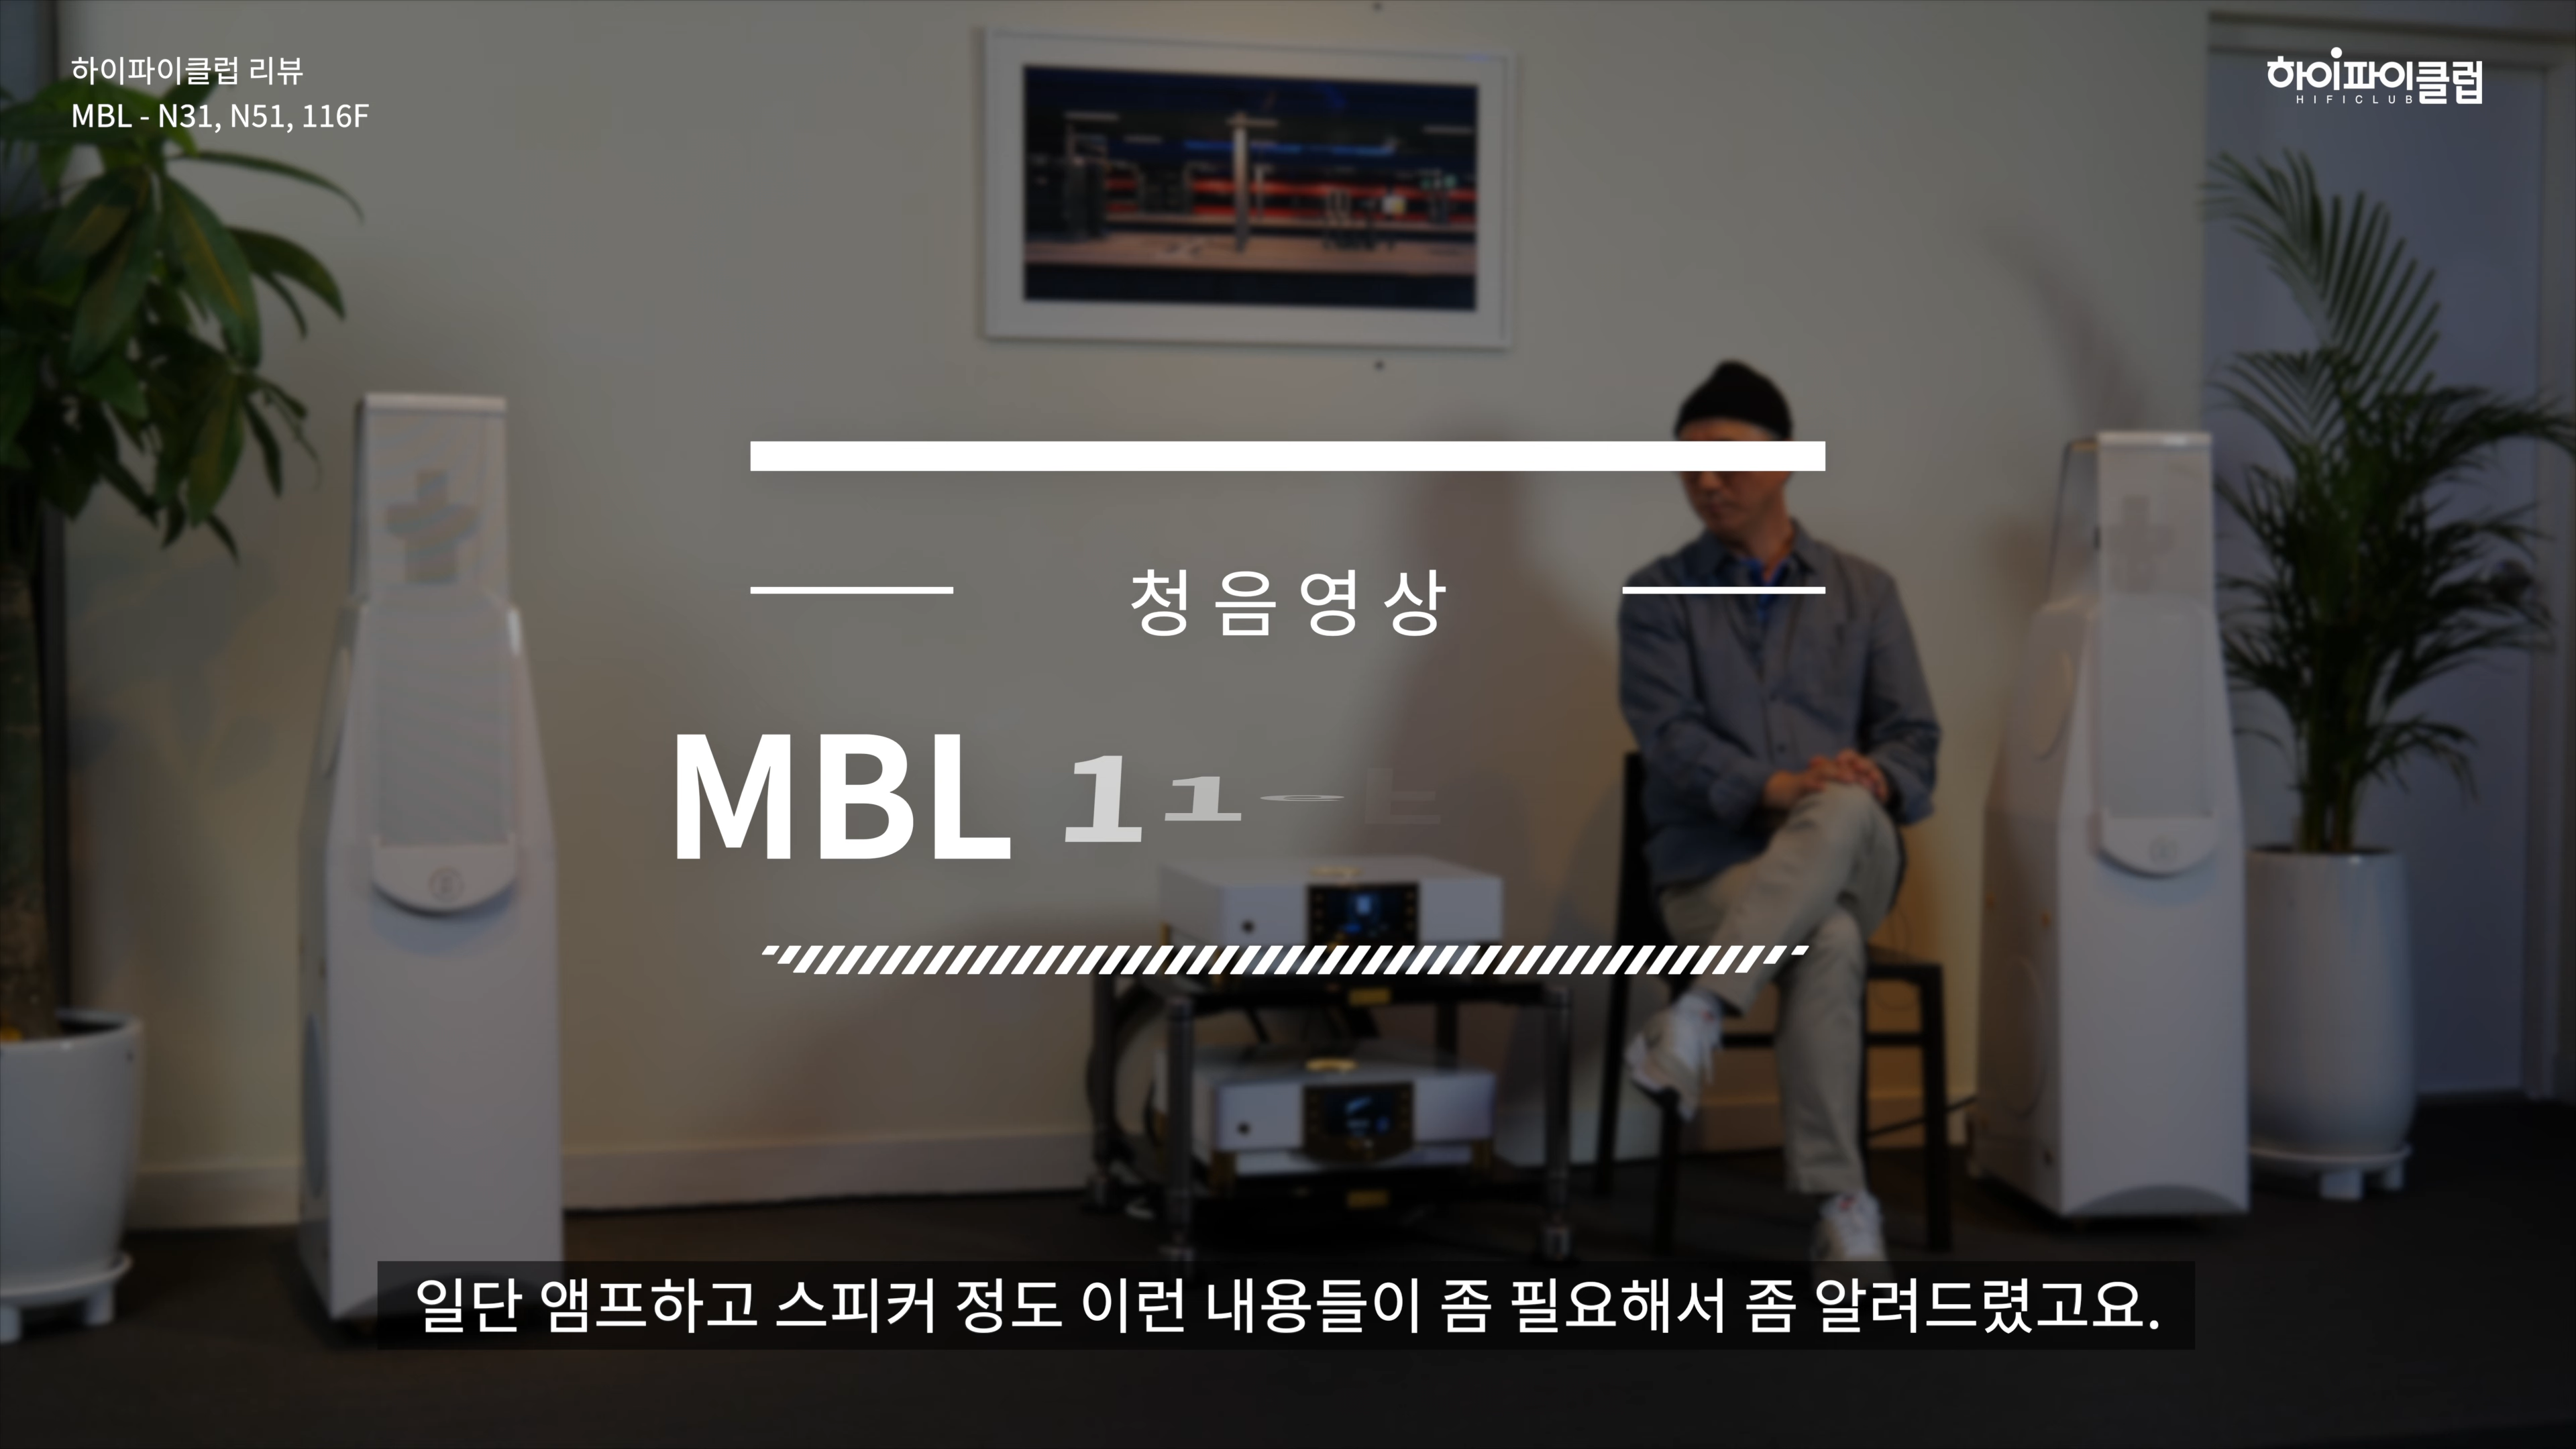 하이파이클럽 리뷰
MBL - N31, N51, 116F
하이파이클럽
HIFICLUB
청음영상
MBL 11
일단 앰프하고 스피커 정도 이런 내용들이 좀 필요해서 좀 알려드렸고요.